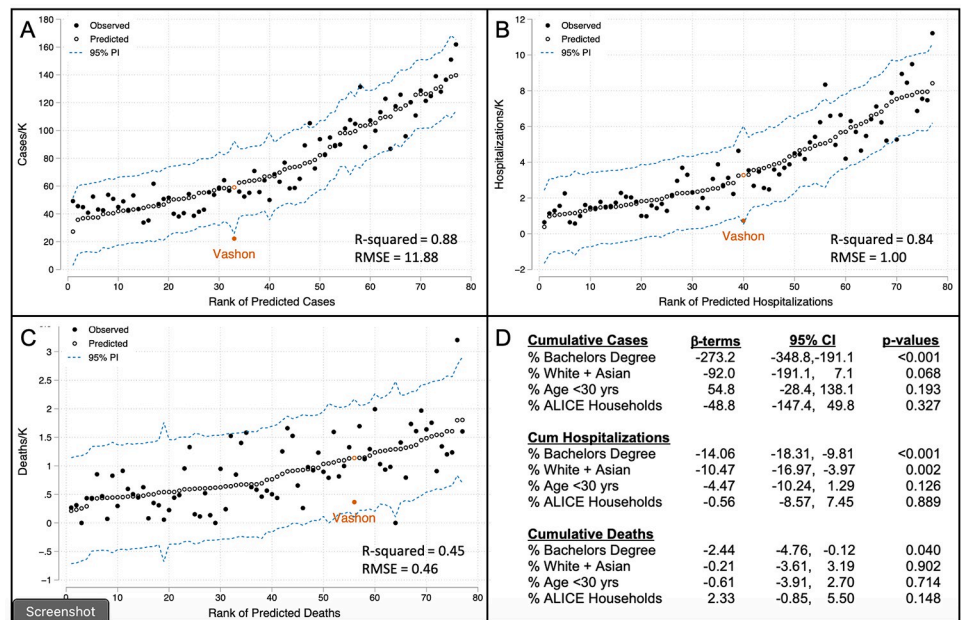 A
Observed
Predicted
95% PI
180
160
140
120
100
80
60
40
20
0
Cases/K
Vashon
R-squared = 0.88
RMSE = 11.88
0 10 20 30 40 50 60 70 80
Rank of Predicted Cases
B
Observed
Predicted
95% PI
12
10
8
6
4
2
0
−2
Hospitalizations/K
Vashon
R-squared = 0.84
RMSE = 1.00
0 10 20 30 40 50 60 70 80
Rank of Predicted Hospitalizations
C
Observed
Predicted
95% PI
3
2.5
2
1.5
1
.5
0
−.5
−1
Deaths/K
Vashon
R-squared = 0.45
RMSE = 0.46
10 20 30 40 50 60 70 80
Rank of Predicted Deaths
Screenshot
D
Cumulative Cases β-terms 95% CI p-values
% Bachelors Degree -273.2 -348.8,-191.1 <0.001
% White + Asian -92.0 -191.1, 7.1 0.068
% Age <30 yrs 54.8 -28.4, 138.1 0.193
% ALICE Households -48.8 -147.4, 49.8 0.327
Cum Hospitalizations
% Bachelors Degree -14.06 -18.31, -9.81 <0.001
% White + Asian -10.47 -16.97, -3.97 0.002
% Age <30 yrs -4.47 -10.24, 1.29 0.126
% ALICE Households -0.56 -8.57, 7.45 0.889
Cumulative Deaths
% Bachelors Degree -2.44 -4.76, -0.12 0.040
% White + Asian -0.21 -3.61, 3.19 0.902
% Age <30 yrs -0.61 -3.91, 2.70 0.714
% ALICE Households 2.33 -0.85, 5.50 0.148